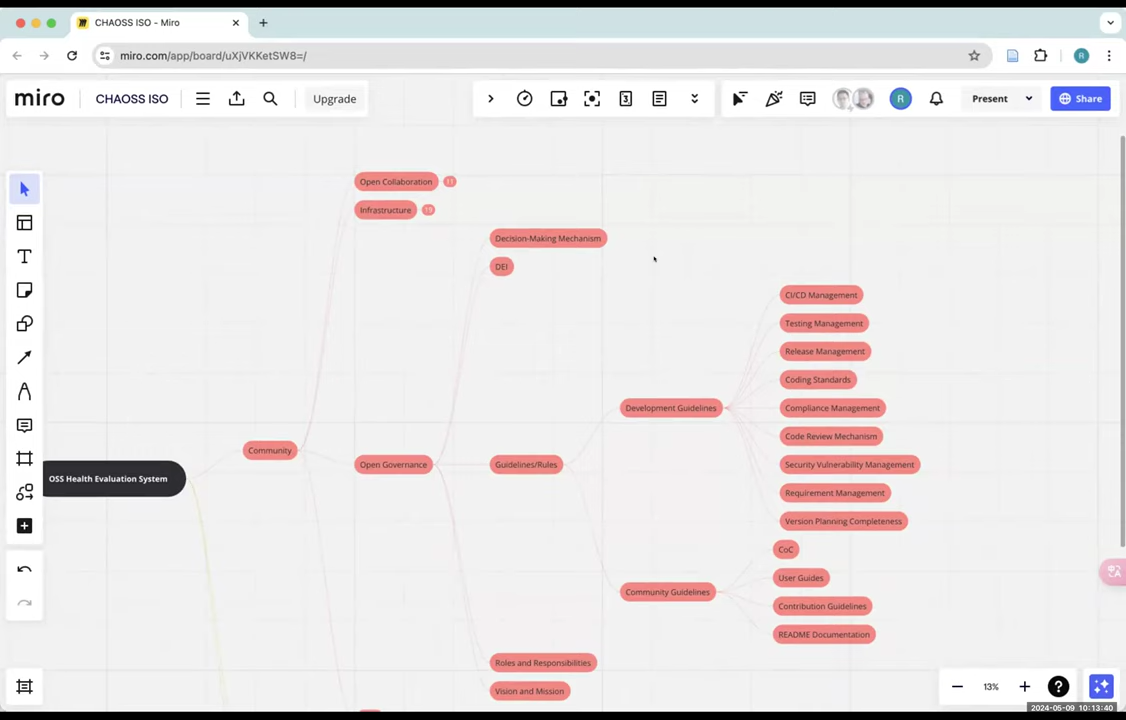 CHAOSS ISO - Miro
miro.com/app/board/uXjVKKetSW8=/
R
miro
CHAOSS ISO
Upgrade
3
R
Present
Share
Open Collaboration
11
Infrastructure
Decision-Making Mechanism
DEI
CI/CD Management
Testing Management
Release Management
Coding Standards
Development Guidelines
Compliance Management
Code Review Mechanism
Community
Open Governance
Guidelines/Rules
Security Vulnerability Management
OSS Health Evaluation System
Requirement Management
Version Planning Completeness
CoC
User Guides
Community Guidelines
Contribution Guidelines
README Documentation
Roles and Responsibilities
Vision and Mission
13%
2024-05-09 10:13:40